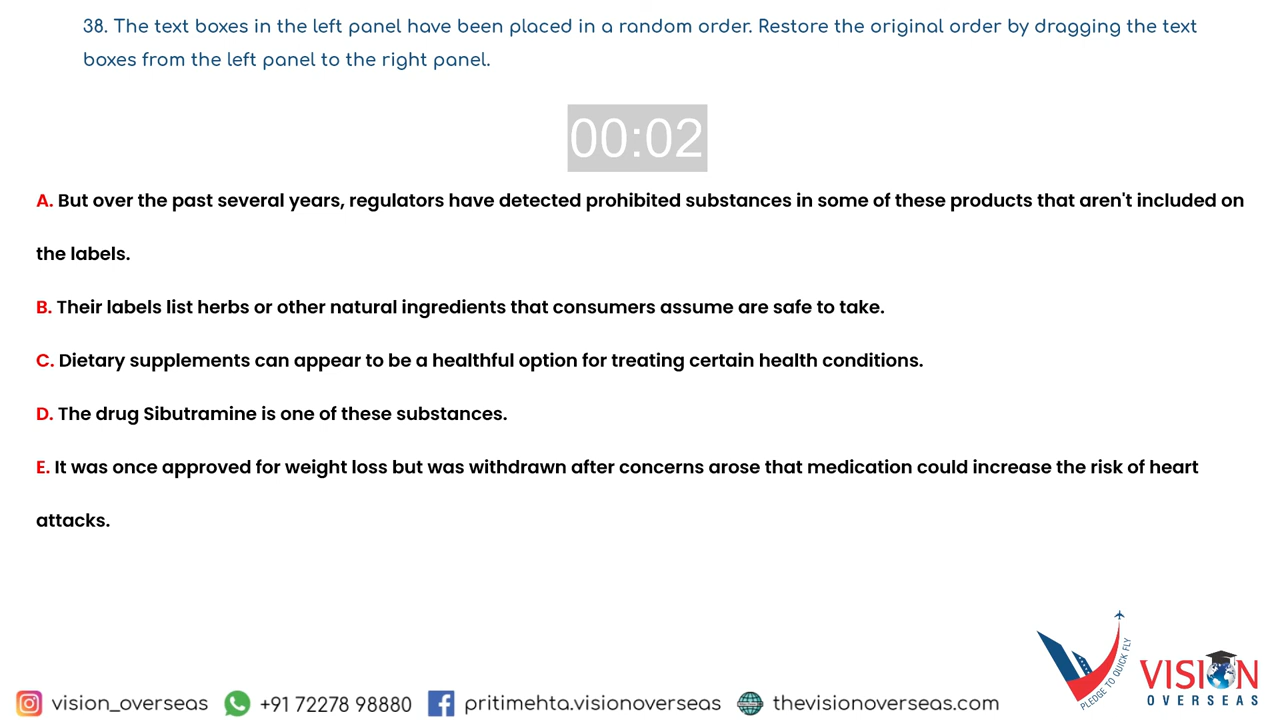 38. The text boxes in the left panel have been placed in a random order. Restore the original order by dragging the text
boxes from the left panel to the right panel.
00:02
A. But over the past several years, regulators have detected prohibited substances in some of these products that aren't included on
the labels.
B. Their labels list herbs or other natural ingredients that consumers assume are safe to take.
C. Dietary supplements can appear to be a healthful option for treating certain health conditions.
D. The drug Sibutramine is one of these substances.
E. It was once approved for weight loss but was withdrawn after concerns arose that medication could increase the risk of heart
attacks.
PLEDGE TO QUICK FLY
VISION
OVERSEAS
vision_overseas +91 72278 98880 pritimehta.visionoverseas thevisionoverseas.com